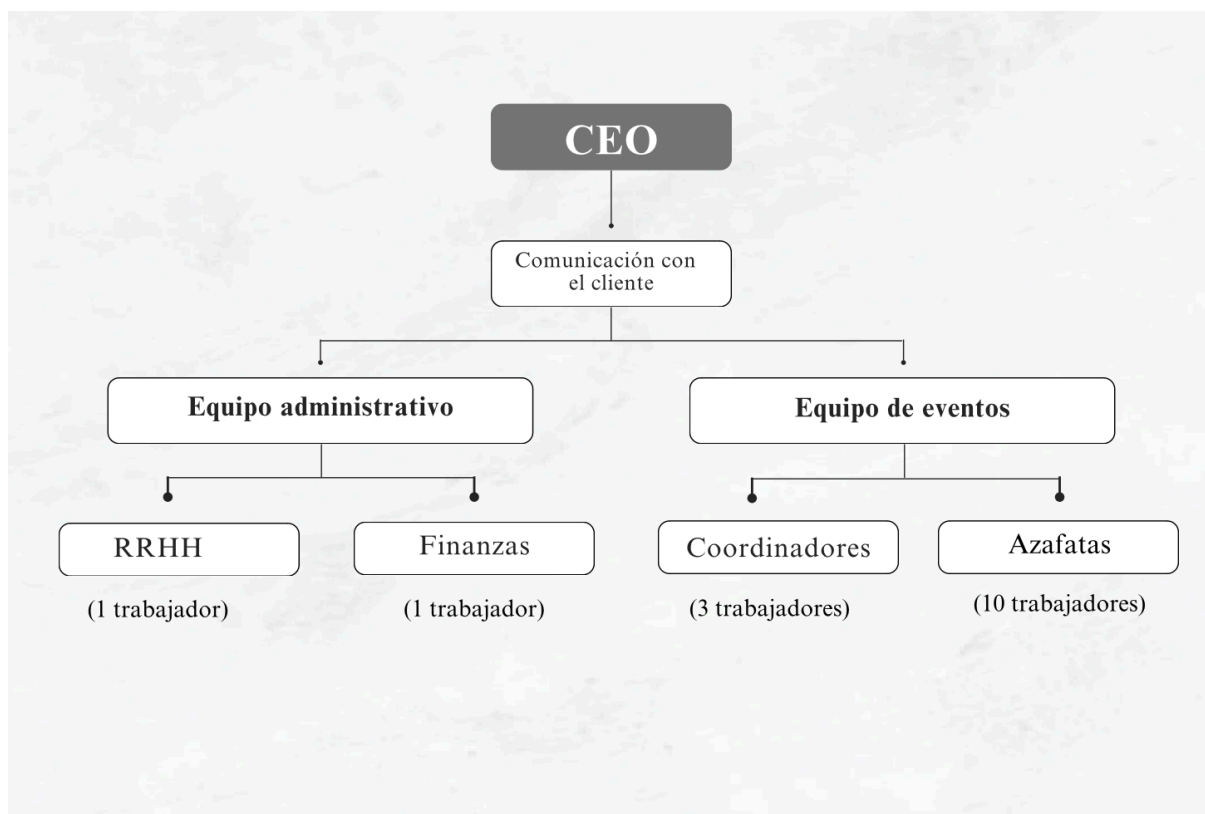 CEO
Comunicación con
el cliente
Equipo administrativo
Equipo de eventos
RRHH
Finanzas
Coordinadores
Azafatas
(1 trabajador)
(1 trabajador)
(3 trabajadores)
(10 trabajadores)